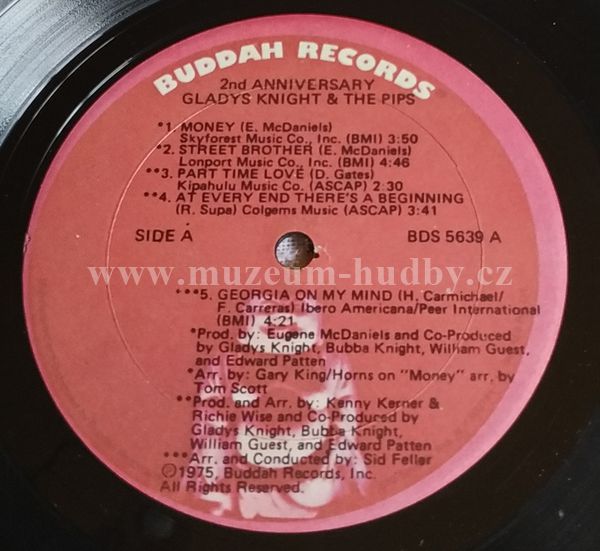 BUDDAH RECORDS
2nd ANNIVERSARY
GLADYS KNIGHT & THE PIPS
*1. MONEY (E. McDaniels)
Skyforest Music Co., Inc. (BMI) 3:50
*2. STREET BROTHER (E. McDaniels)
Lonport Music Co., Inc. (BMI) 4:46
**3. PART TIME LOVE (D. Gates)
Kipahulu Music Co. (ASCAP) 2:30
**4. AT EVERY END THERE'S A BEGINNING
(R. Supa) Colgems Music (ASCAP) 3:41
SIDE A
BDS 5639 A
www.muzeum-hudby.cz
***5. GEORGIA ON MY MIND (H. Carmichael/
F. Carreras) Ibero Americana/Peer International
(BMI) 4:21
*Prod. by: Eugene McDaniels and Co-Produced
by Gladys Knight, Bubba Knight, William Guest,
and Edward Patten
*Arr. by: Gary King/Horns on "Money" arr. by
Tom Scott
**Prod. and Arr. by: Kenny Kerner &
Richie Wise and Co-Produced by
Gladys Knight, Bubba Knight,
William Guest, and Edward Patten
***Arr. and Conducted by: Sid Feller
Ⓟ1975, Buddah Records, Inc.
All Rights Reserved.